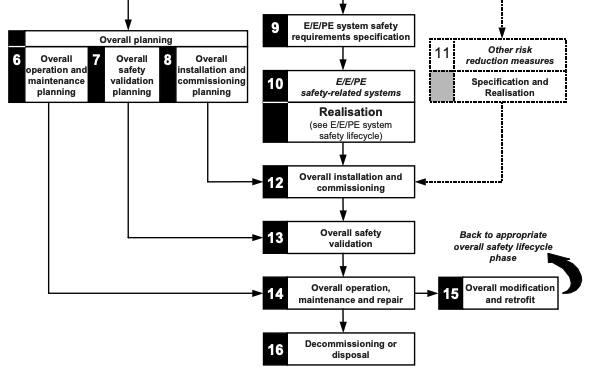 Overall planning
6
Overall
operation and
maintenance
planning
7
Overall
safety
validation
planning
8
Overall
installation and
commissioning
planning
9
E/E/PE system safety
requirements specification
10
E/E/PE
safety-related systems
Realisation
(see E/E/PE system
safety lifecycle)
11
Other risk
reduction measures
Specification and
Realisation
12
Overall installation and
commissioning
13
Overall safety
validation
Back to appropriate
overall safety lifecycle
phase
14
Overall operation,
maintenance and repair
15
Overall modification
and retrofit
16
Decommissioning or
disposal